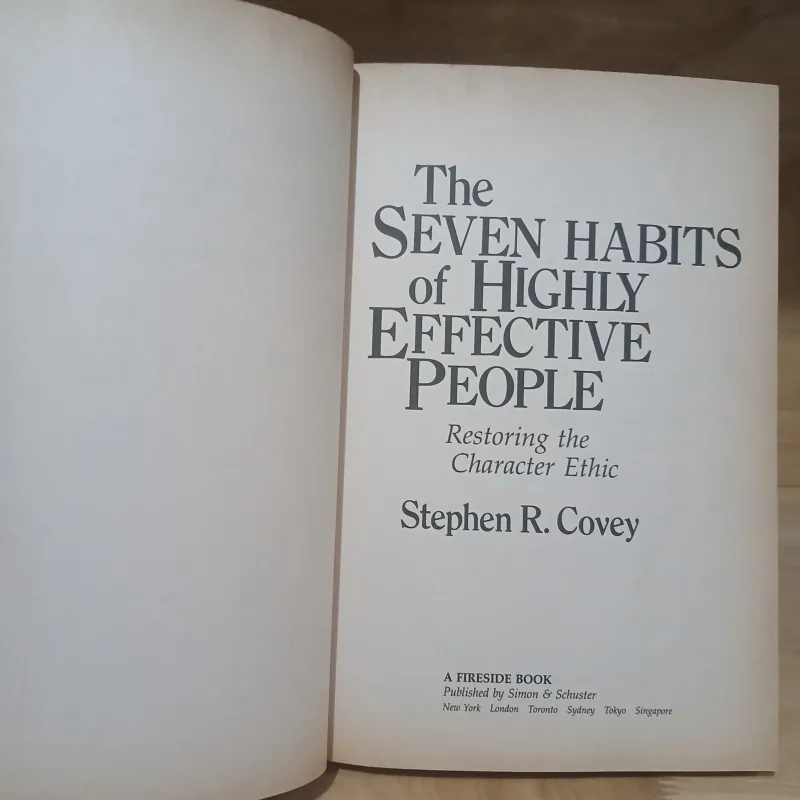 The
SEVEN HABITS
of HIGHLY
EFFECTIVE
PEOPLE
Restoring the
Character Ethic
Stephen R. Covey
A FIRESIDE BOOK
Published by Simon & Schuster
New York London Toronto Sydney Tokyo Singapore